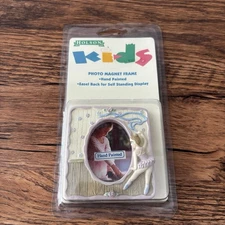 KIDS
PHOTO MAGNET FRAME
•Hand Painted
•Easel Back for Self Standing Display
Hand Painted